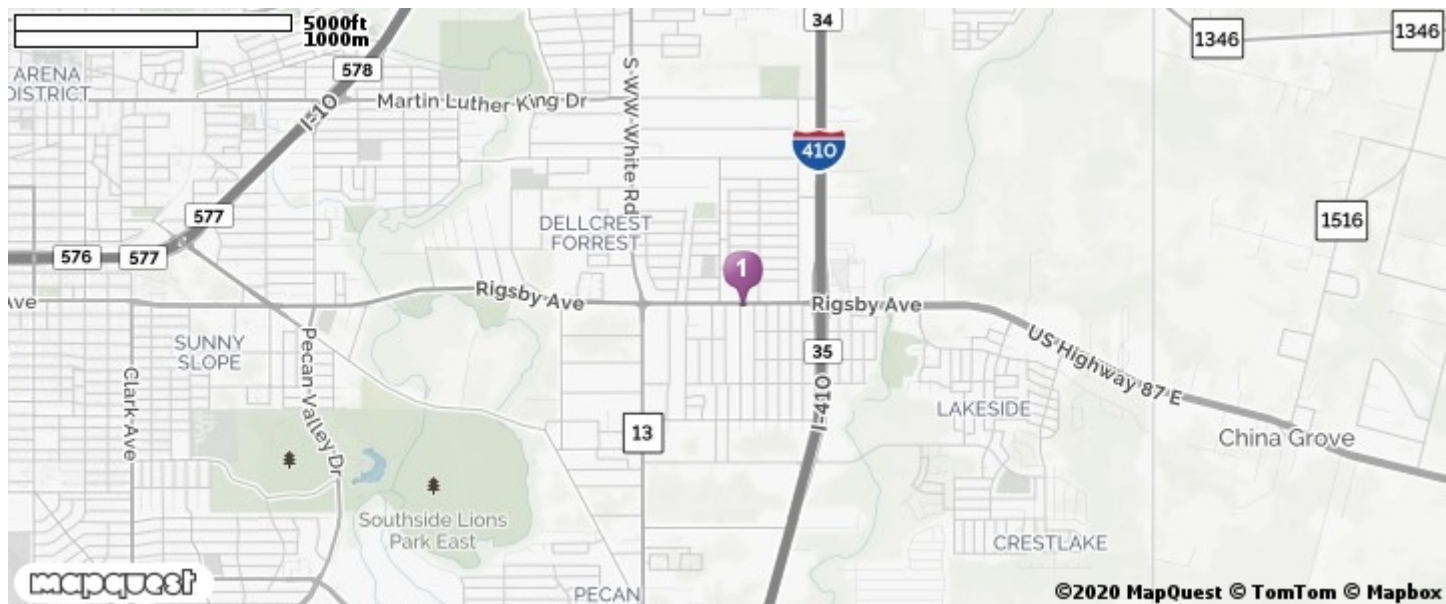 5000ft
1000m
34
1346
1346
578
ARENA
DISTRICT
Martin Luther King Dr
I-10
S-WW-White Rd
410
577
1516
DELLCREST
FORREST
576
577
1
Ave
Rigsby Ave
Rigsby Ave
SUNNY
SLOPE
Pecan-Valley Dr
35
US Highway 87 E
Clark Ave
I-410
LAKESIDE
13
China Grove
Southside Lions
Park East
CRESTLAKE
mapquest
PECAN
©2020 MapQuest © TomTom © Mapbox